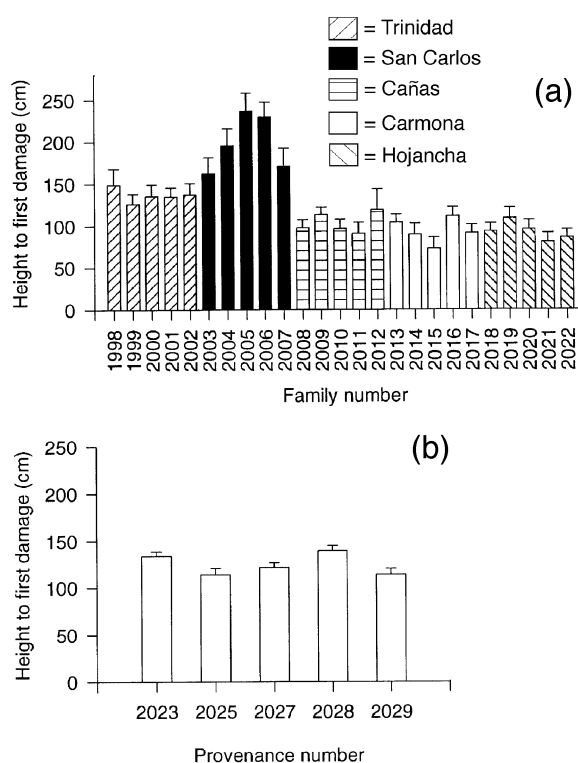 = Trinidad
= San Carlos
= Cañas
= Carmona
= Hojancha
(a)
Height to first damage (cm)
250
200
150
100
50
0
1998 1999 2000 2001 2002 2003 2004 2005 2006 2007 2008 2009 2010 2011 2012 2013 2014 2015 2016 2017 2018 2019 2020 2021 2022
Family number
(b)
Height to first damage (cm)
250
200
150
100
50
0
2023 2025 2027 2028 2029
Provenance number